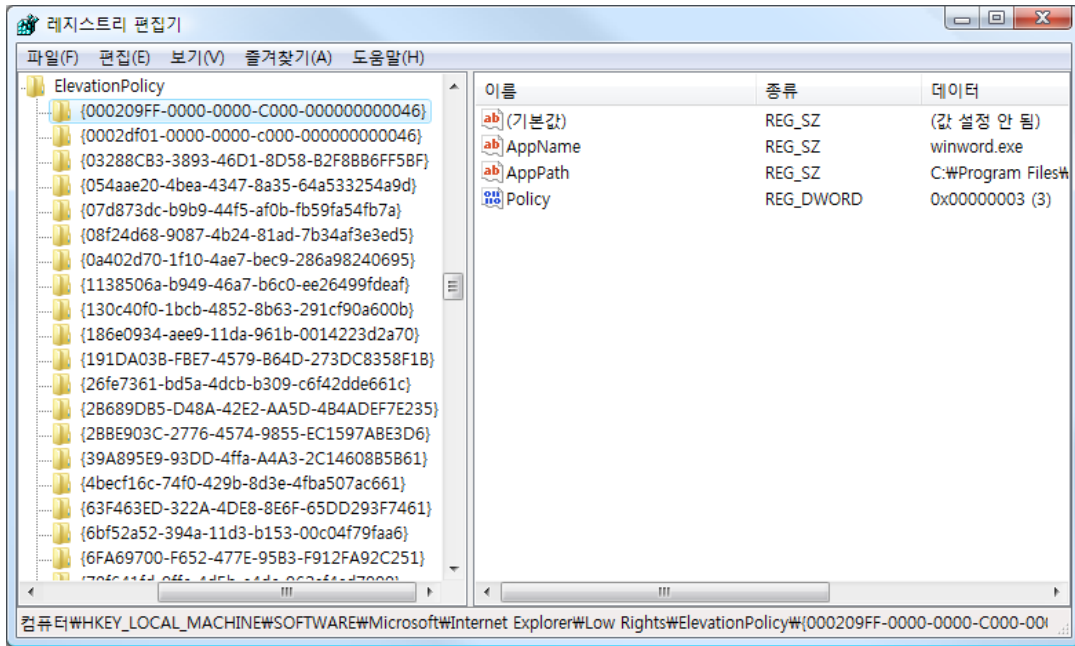 레지스트리 편집기
파일(F) 편집(E) 보기(V) 즐겨찾기(A) 도움말(H)
ElevationPolicy
{000209FF-0000-0000-C000-000000000046}
{0002df01-0000-0000-c000-000000000046}
{03288CB3-3893-46D1-8D58-B2F8BB6FF5BF}
{054aae20-4bea-4347-8a35-64a533254a9d}
{07d873dc-b9b9-44f5-af0b-fb59fa54fb7a}
{08f24d68-9087-4b24-81ad-7b34af3e3ed5}
{0a402d70-1f10-4ae7-bec9-286a98240695}
{1138506a-b949-46a7-b6c0-ee26499fdeaf}
{130c40f0-1bcb-4852-8b63-291cf90a600b}
{186e0934-aee9-11da-961b-0014223d2a70}
{191DA03B-FBE7-4579-B64D-273DC8358F1B}
{26fe7361-bd5a-4dcb-b309-c6f42dde661c}
{2B689DB5-D48A-42E2-AA5D-4B4ADEF7E235}
{2BBE903C-2776-4574-9855-EC1597ABE3D6}
{39A895E9-93DD-4ffa-A4A3-2C14608B5B61}
{4becf16c-74f0-429b-8d3e-4fba507ac661}
{63F463ED-322A-4DE8-8E6F-65DD293F7461}
{6bf52a52-394a-11d3-b153-00c04f79faa6}
{6FA69700-F652-477E-95B3-F912FA92C251}
이름 종류 데이터
(기본값) REG_SZ (값 설정 안 됨)
AppName REG_SZ winword.exe
AppPath REG_SZ C:₩Program Files₩
Policy REG_DWORD 0x00000003 (3)
컴퓨터₩HKEY_LOCAL_MACHINE₩SOFTWARE₩Microsoft₩Internet Explorer₩Low Rights₩ElevationPolicy₩{000209FF-0000-0000-C000-00